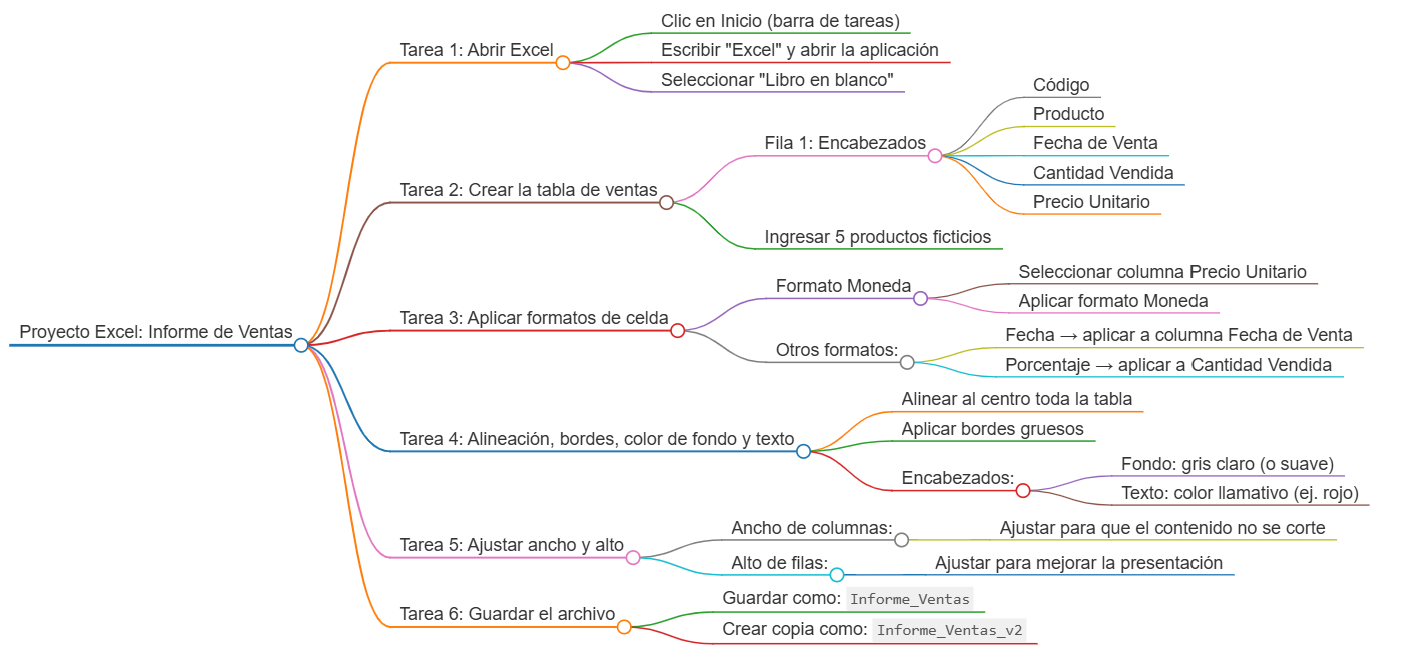 Proyecto Excel: Informe de Ventas
Tarea 1: Abrir Excel
Clic en Inicio (barra de tareas)
Escribir "Excel" y abrir la aplicación
Seleccionar "Libro en blanco"
Tarea 2: Crear la tabla de ventas
Fila 1: Encabezados
Código
Producto
Fecha de Venta
Cantidad Vendida
Precio Unitario
Ingresar 5 productos ficticios
Tarea 3: Aplicar formatos de celda
Formato Moneda
Seleccionar columna Precio Unitario
Aplicar formato Moneda
Otros formatos:
Fecha → aplicar a columna Fecha de Venta
Porcentaje → aplicar a Cantidad Vendida
Tarea 4: Alineación, bordes, color de fondo y texto
Alinear al centro toda la tabla
Aplicar bordes gruesos
Encabezados:
Fondo: gris claro (o suave)
Texto: color llamativo (ej. rojo)
Tarea 5: Ajustar ancho y alto
Ancho de columnas:
Ajustar para que el contenido no se corte
Alto de filas:
Ajustar para mejorar la presentación
Tarea 6: Guardar el archivo
Guardar como: Informe_Ventas
Crear copia como: Informe_Ventas_v2